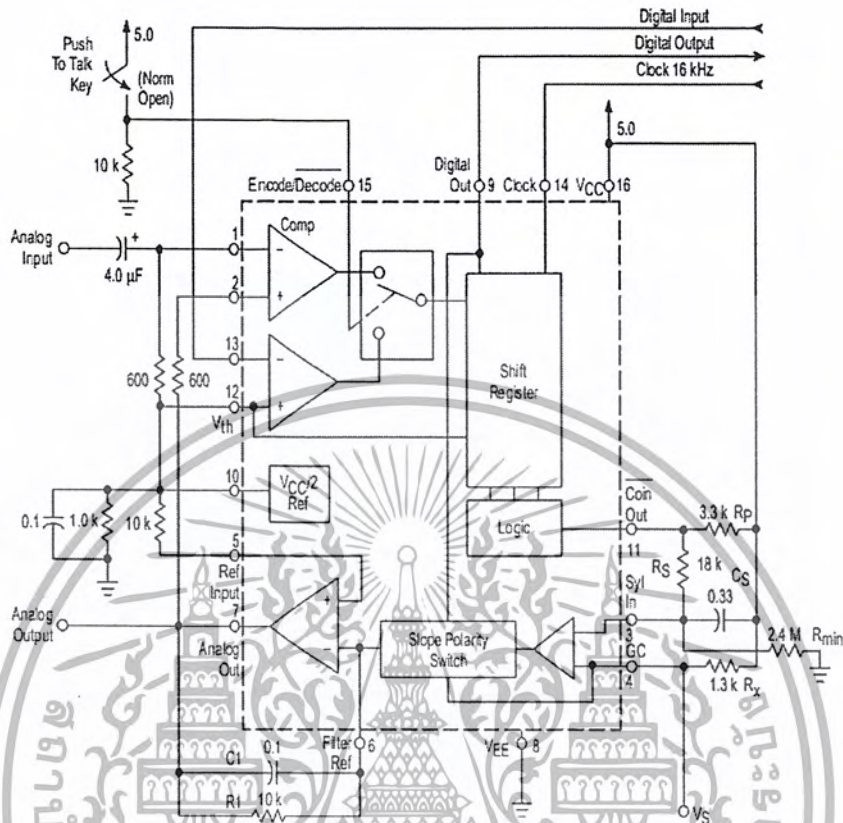 Digital Input
Digital Output
Clock 16 kHz
Push
To Talk
Key
5.0
(Norm
Open)
10 k
5.0
Digital
Out
9
Clock
14
VCC
16
Encode/Decode
15
Analog
Input
+
4.0 µF
Comp
1
−
2
+
13
−
600
600
12
+
Vth
Shift
Register
10
VCC/2
Ref
0.1
1.0 k
10 k
Logic
Coin
Out
11
3.3 k RP
RS
18 k
CS
0.33
5
Ref
Input
Syl
In
3
2.4 M
Rmin
Analog
Output
7
Analog
Out
+
−
Slope Polarity
Switch
GC
4
1.3 k Rx
C1
0.1
Filter
Ref
6
VEE
8
R1
10 k
VS